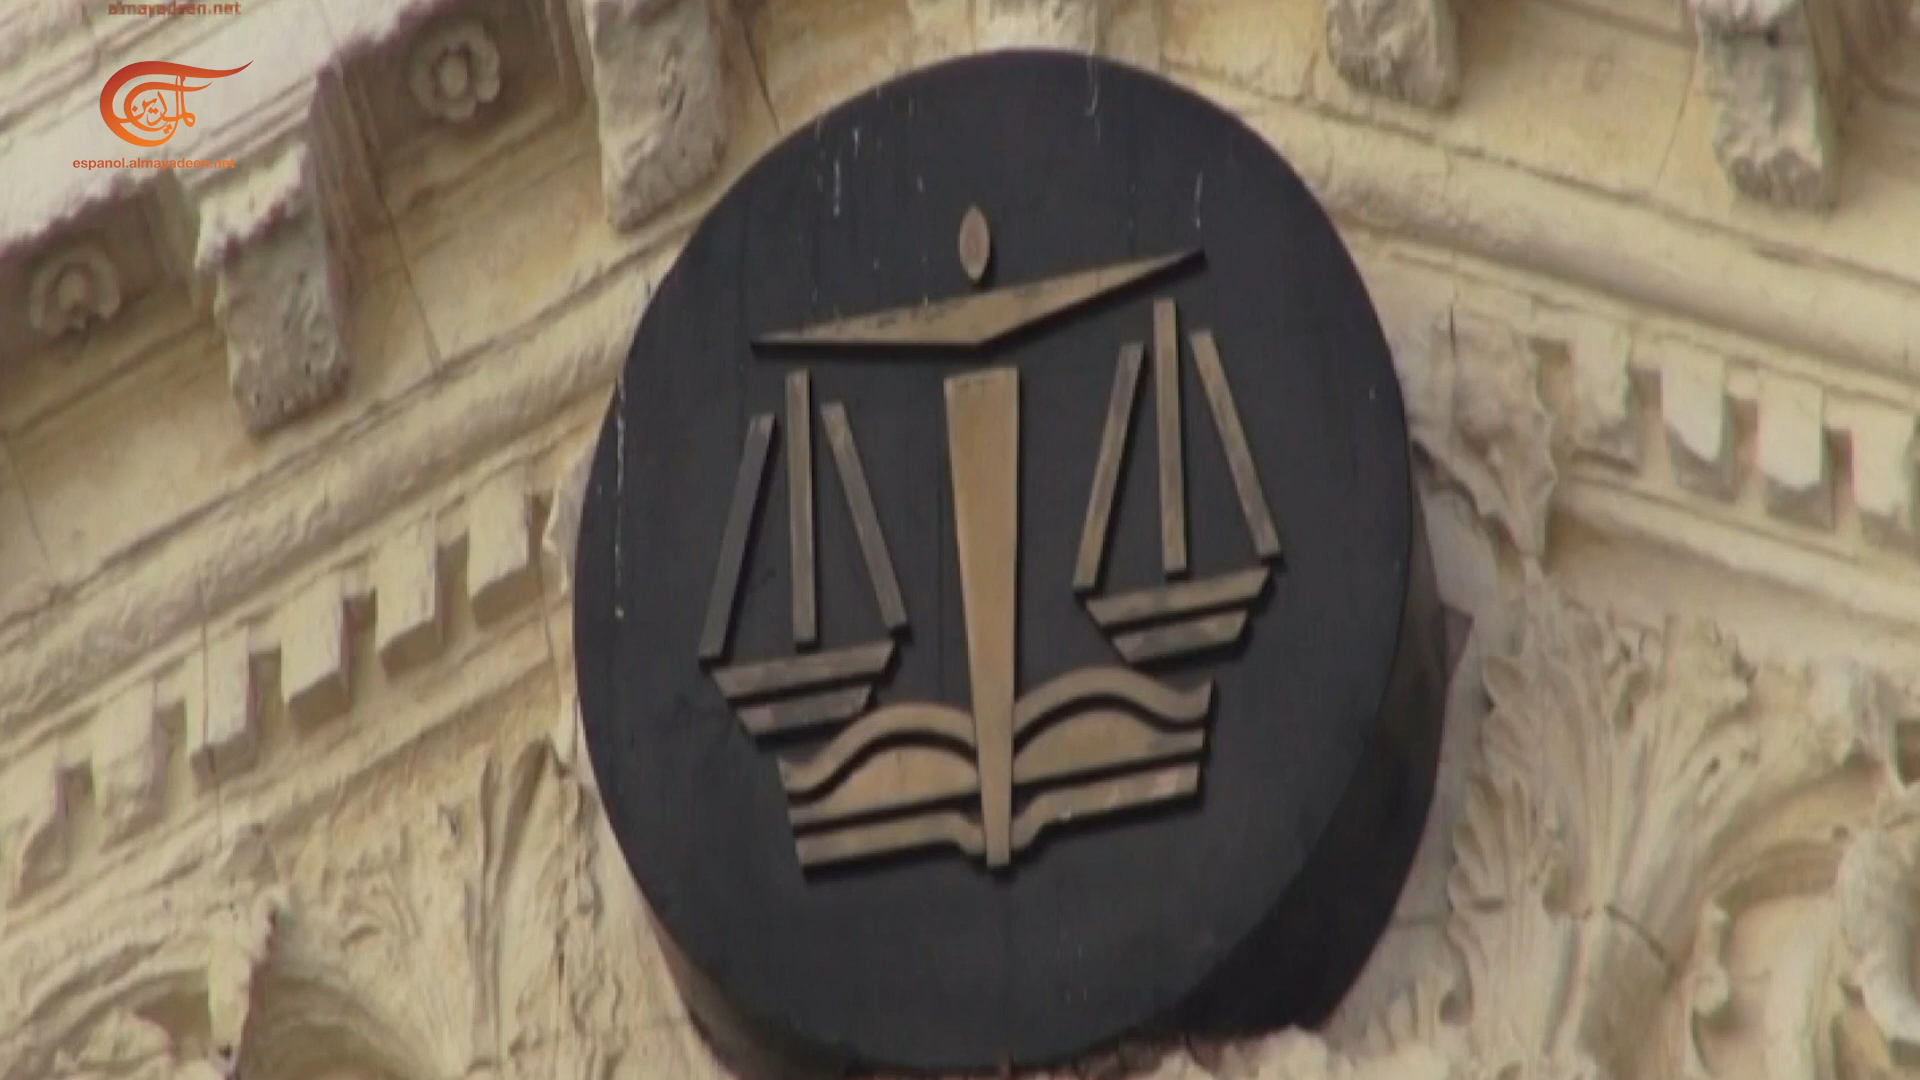 almayadeen.net
الميادين
espanol.almayadeen.net